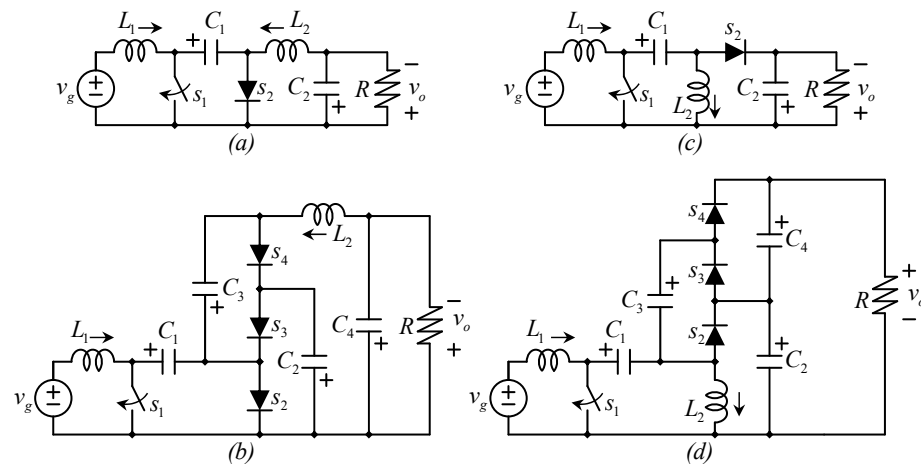 L1 C1 L2
vg s1 s2 C2 R vo
(a)
L1 C1 s2
vg s1 L2 C2 R vo
(c)
L2
s4
C3
s3
L1 C1 C2 C4 R vo
vg s1 s2
(b)
s4
C4
s3
C3 R vo
L1 C1 s2 C2
vg s1 L2
(d)